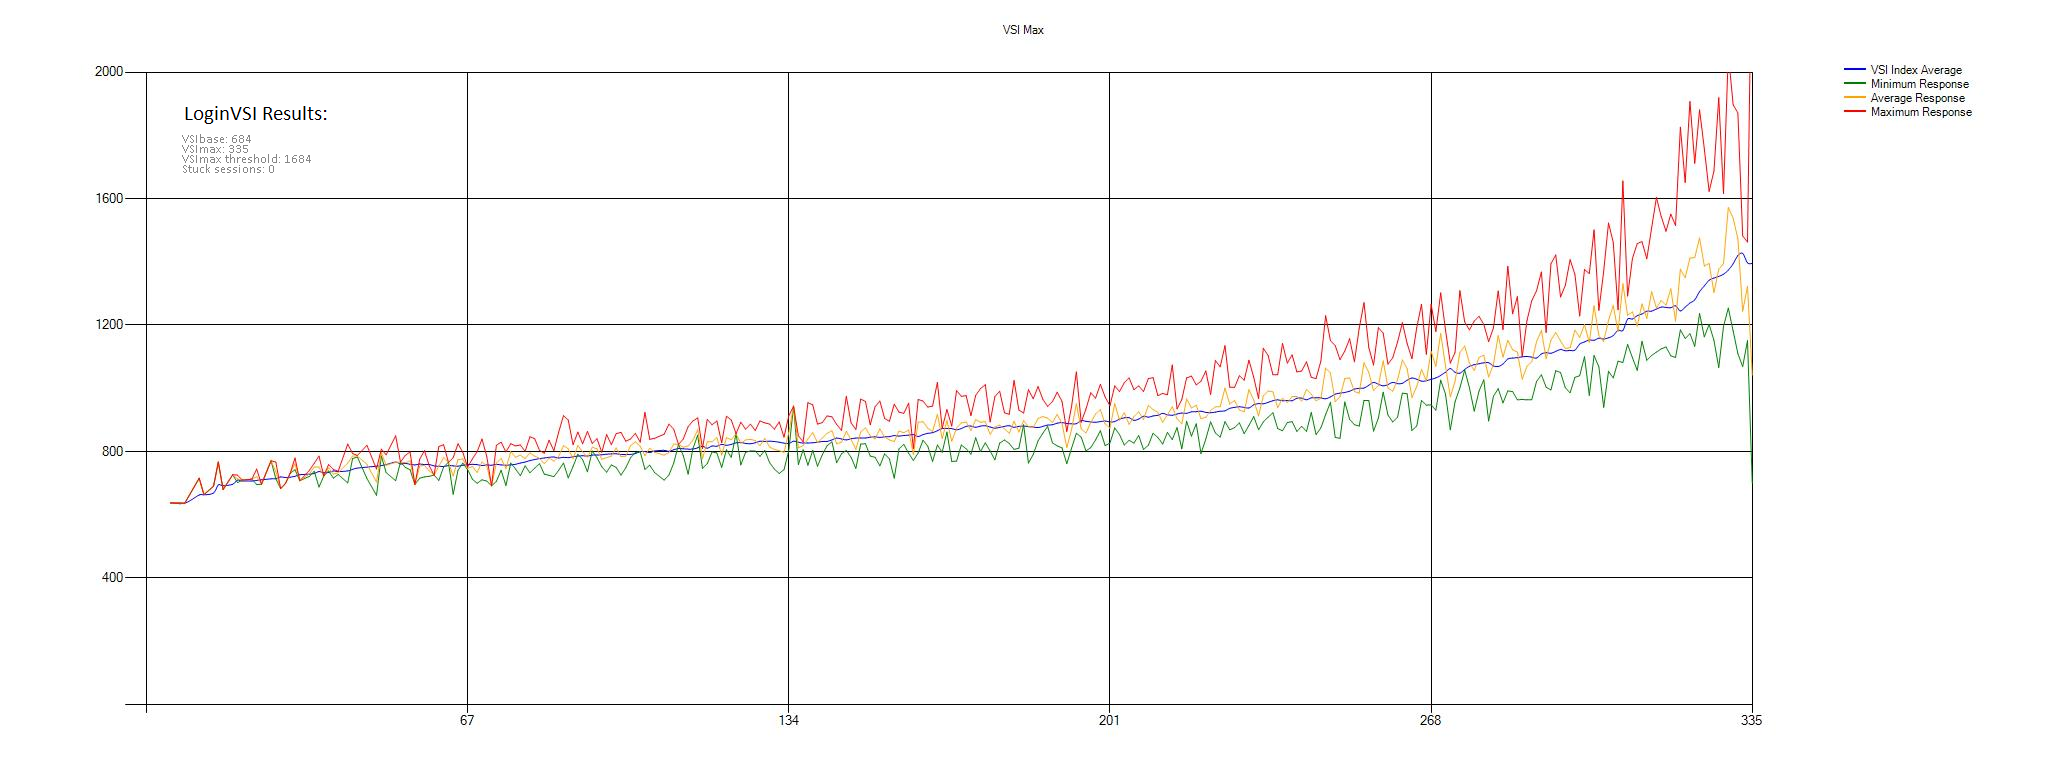 VSI Max
2000
1600
1200
800
400
67
134
201
268
335
LoginVSI Results:
VSIbase: 684
VSImax: 335
VSImax threshold: 1684
Stuck sessions: 0
VSI Index Average
Minimum Response
Average Response
Maximum Response